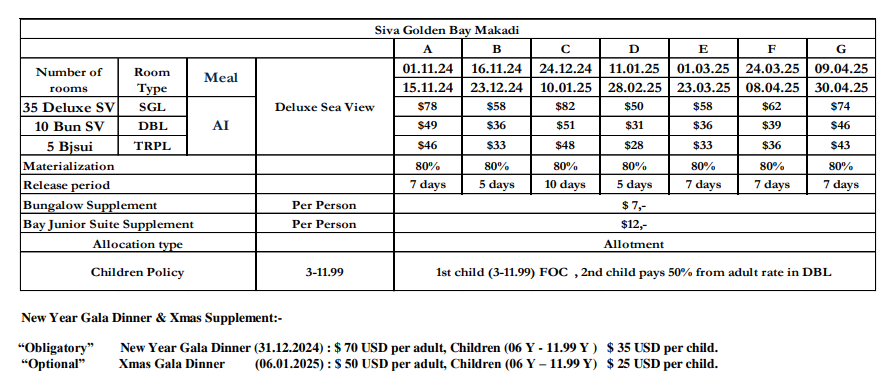 Siva Golden Bay Makadi
Number of rooms Room Type Meal Deluxe Sea View A B C D E F G
01.11.24 16.11.24 24.12.24 11.01.25 01.03.25 24.03.25 09.04.25
15.11.24 23.12.24 10.01.25 28.02.25 23.03.25 08.04.25 30.04.25
35 Deluxe SV SGL AI $78 $58 $82 $50 $58 $62 $74
10 Bun SV DBL $49 $36 $51 $31 $36 $39 $46
5 Bjsui TRPL $46 $33 $48 $28 $33 $36 $43
Materialization 80% 80% 80% 80% 80% 80% 80%
Release period 7 days 5 days 10 days 5 days 7 days 7 days 7 days
Bungalow Supplement Per Person $ 7,-
Bay Junior Suite Supplement Per Person $12,-
Allocation type Allotment
Children Policy 3-11.99 1st child (3-11.99) FOC , 2nd child pays 50% from adult rate in DBL
New Year Gala Dinner & Xmas Supplement:-
“Obligatory” New Year Gala Dinner (31.12.2024) : $ 70 USD per adult, Children (06 Y - 11.99 Y ) $ 35 USD per child.
“Optional” Xmas Gala Dinner (06.01.2025) : $ 50 USD per adult, Children (06 Y – 11.99 Y) $ 25 USD per child.